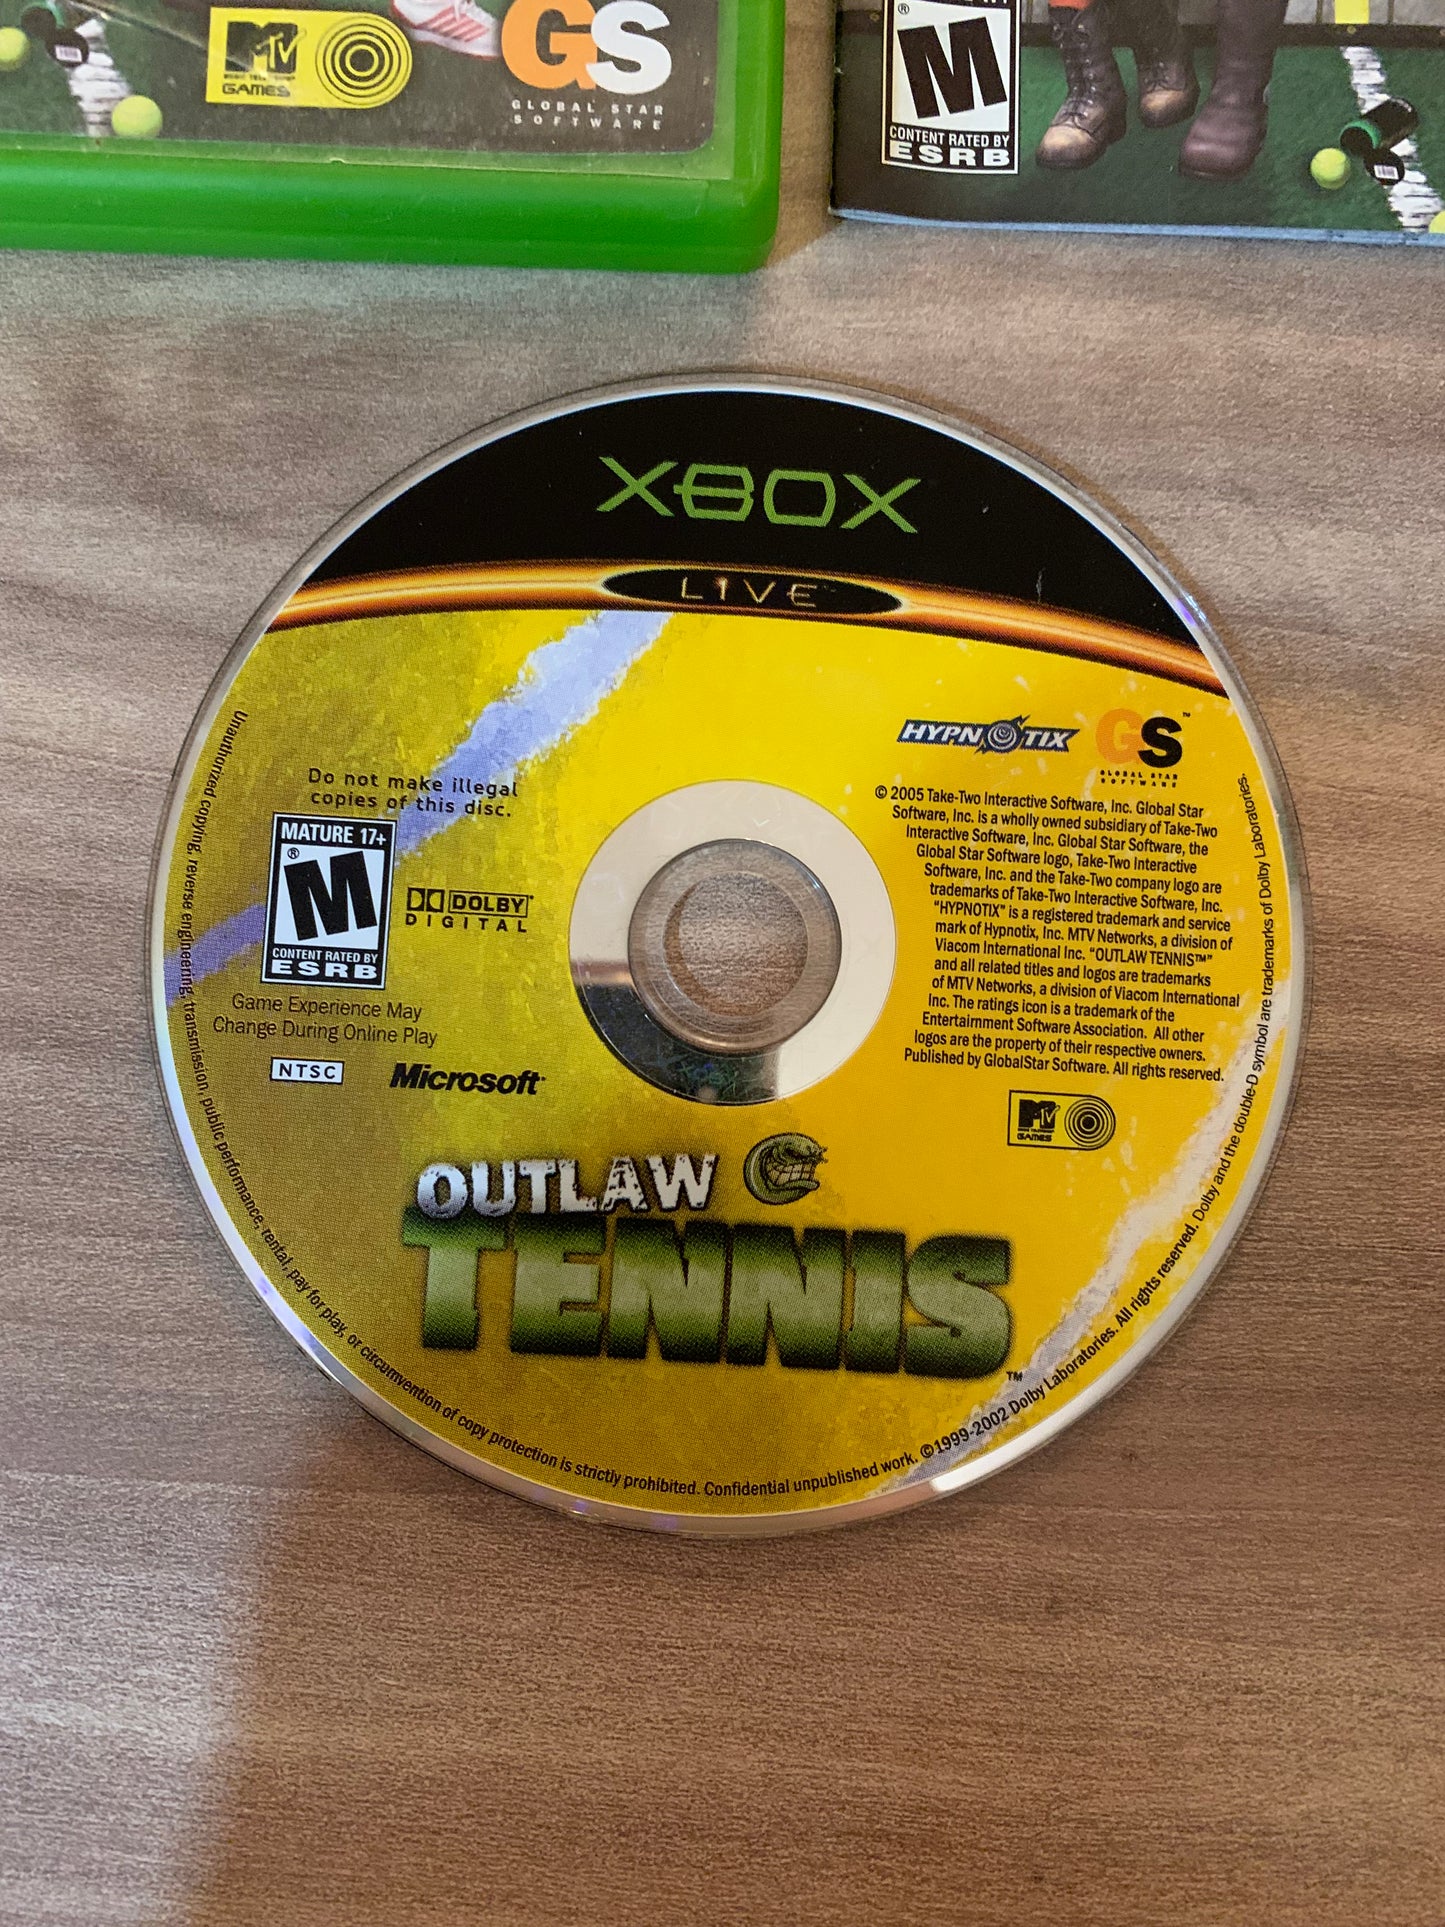 MTV
MUSIC TELEVISION
GAMES
GS
GLOBAL STAR
SOFTWARE
M
®
CONTENT RATED BY
ESRB
XBOX
LIVE
HYPNOTIX
GS™
GLOBAL STAR
SOFTWARE
Do not make illegal
copies of this disc.
MATURE 17+
M
®
CONTENT RATED BY
ESRB
DOLBY
DIGITAL
Game Experience May
Change During Online Play
NTSC
Microsoft
© 2005 Take-Two Interactive Software, Inc. Global Star
Software, Inc. is a wholly owned subsidiary of Take-Two
Interactive Software, Inc. Global Star Software, the
Global Star Software logo, Take-Two Interactive
Software, Inc. and the Take-Two company logo are
trademarks of Take-Two Interactive Software, Inc.
“HYPNOTIX” is a registered trademark and service
mark of Hypnotix, Inc. MTV Networks, a division of
Viacom International Inc. “OUTLAW TENNIS™”
and all related titles and logos are trademarks
of MTV Networks, a division of Viacom International
Inc. The ratings icon is a trademark of the
Entertainment Software Association. All other
logos are the property of their respective owners.
Published by GlobalStar Software. All rights reserved.
MTV
MUSIC TELEVISION
GAMES
OUTLAW
TENNIS™
Unauthorized copying, reverse engineering, transmission, public performance, rental, pay for play, or circumvention of copy protection is strictly prohibited. Confidential unpublished work. ©1999-2002 Dolby Laboratories. All rights reserved. Dolby and the double-D symbol are trademarks of Dolby Laboratories.